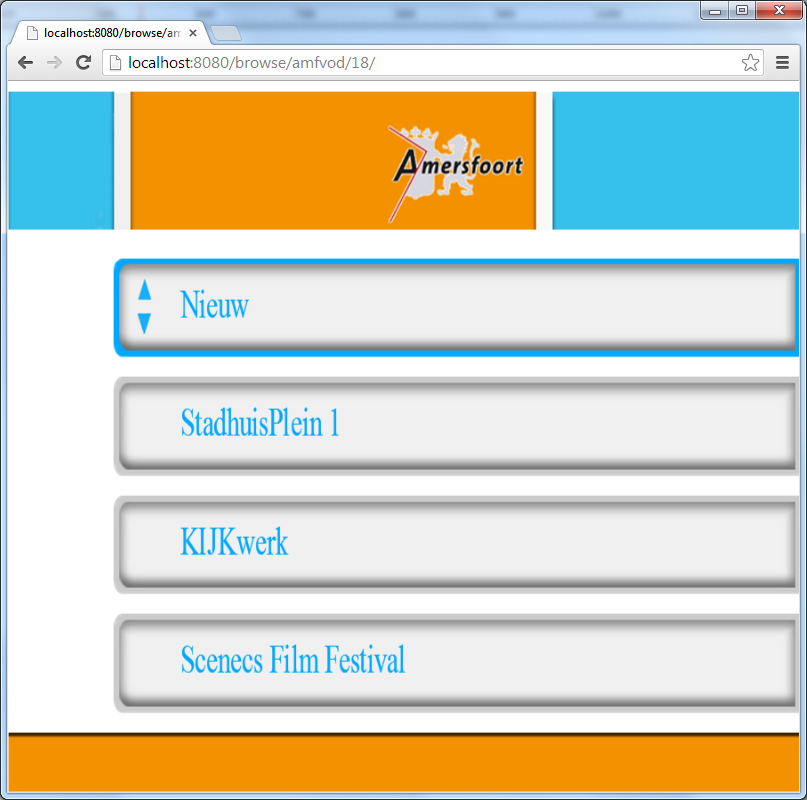 localhost:8080/browse/am
localhost:8080/browse/amfvod/18/
Amersfoort
Nieuw
StadhuisPlein 1
KIJKwerk
Scenecs Film Festival